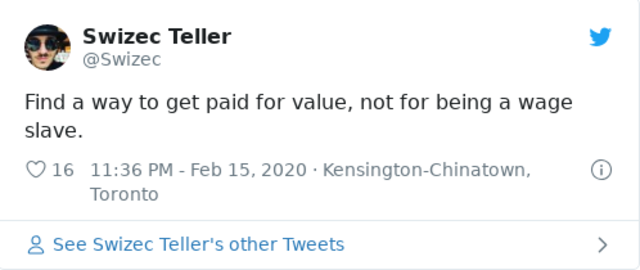 Swizec Teller
@Swizec
Find a way to get paid for value, not for being a wage
slave.
16 11:36 PM - Feb 15, 2020 · Kensington-Chinatown,
Toronto
See Swizec Teller's other Tweets